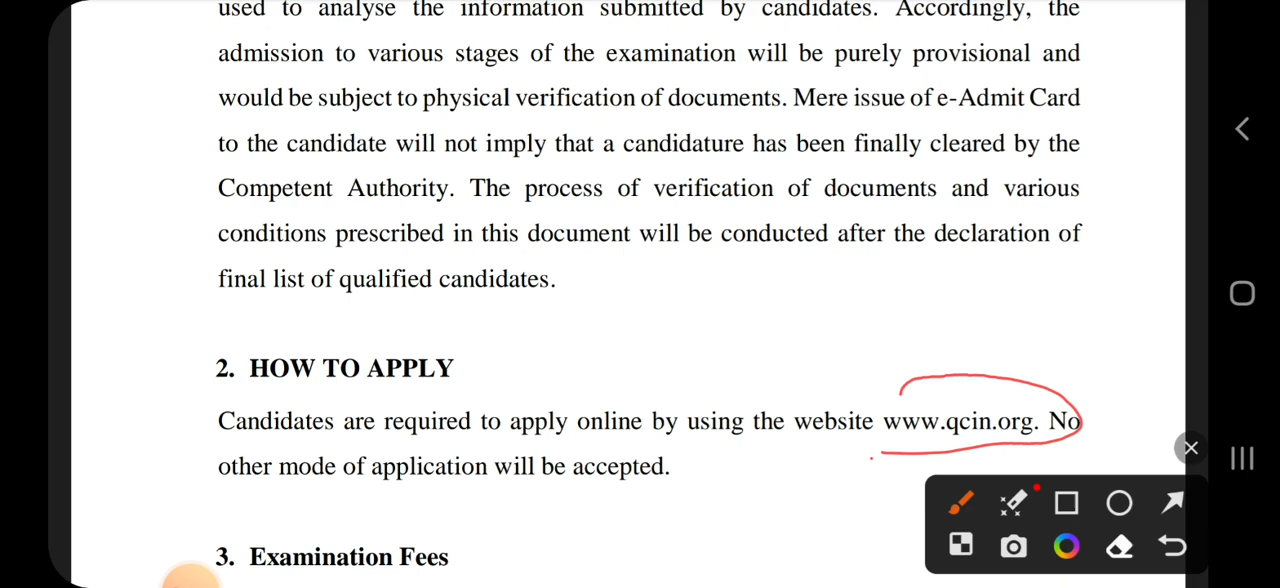 used to analyse the information submitted by candidates. Accordingly, the
admission to various stages of the examination will be purely provisional and
would be subject to physical verification of documents. Mere issue of e-Admit Card
to the candidate will not imply that a candidature has been finally cleared by the
Competent Authority. The process of verification of documents and various
conditions prescribed in this document will be conducted after the declaration of
final list of qualified candidates.
2. HOW TO APPLY
Candidates are required to apply online by using the website www.qcin.org. No
other mode of application will be accepted.
3. Examination Fees